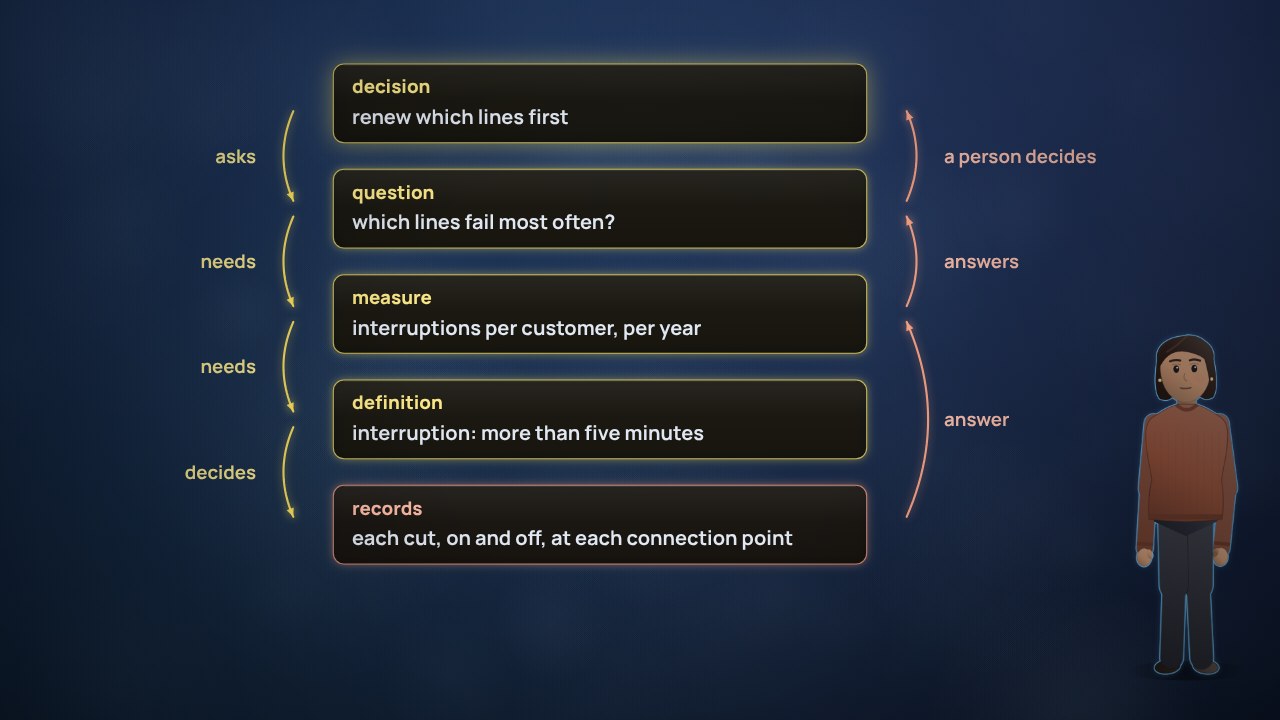 decision
renew which lines first
asks
a person decides
question
which lines fail most often?
needs
answers
measure
interruptions per customer, per year
needs
definition
interruption: more than five minutes
answer
decides
records
each cut, on and off, at each connection point